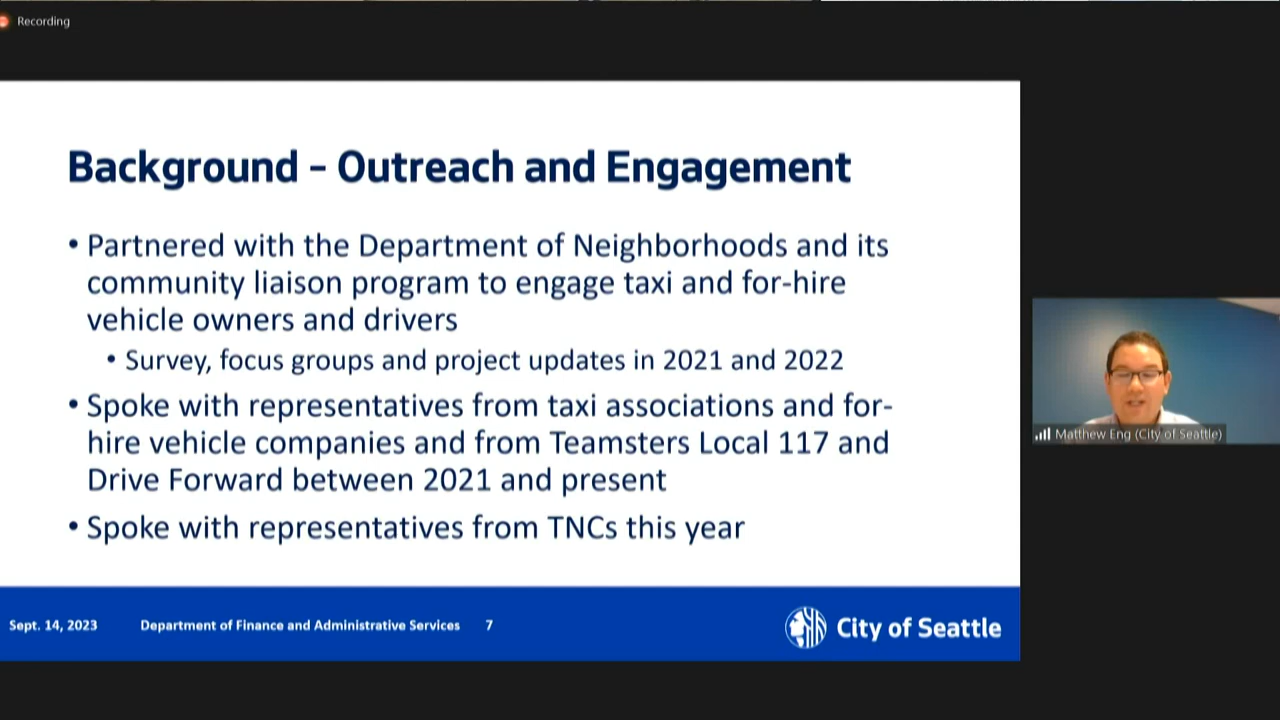 Recording
Background – Outreach and Engagement
• Partnered with the Department of Neighborhoods and its
community liaison program to engage taxi and for-hire
vehicle owners and drivers
• Survey, focus groups and project updates in 2021 and 2022
• Spoke with representatives from taxi associations and for-
hire vehicle companies and from Teamsters Local 117 and
Drive Forward between 2021 and present
• Spoke with representatives from TNCs this year
Matthew Eng (City of Seattle)
Sept. 14, 2023 Department of Finance and Administrative Services 7
City of Seattle